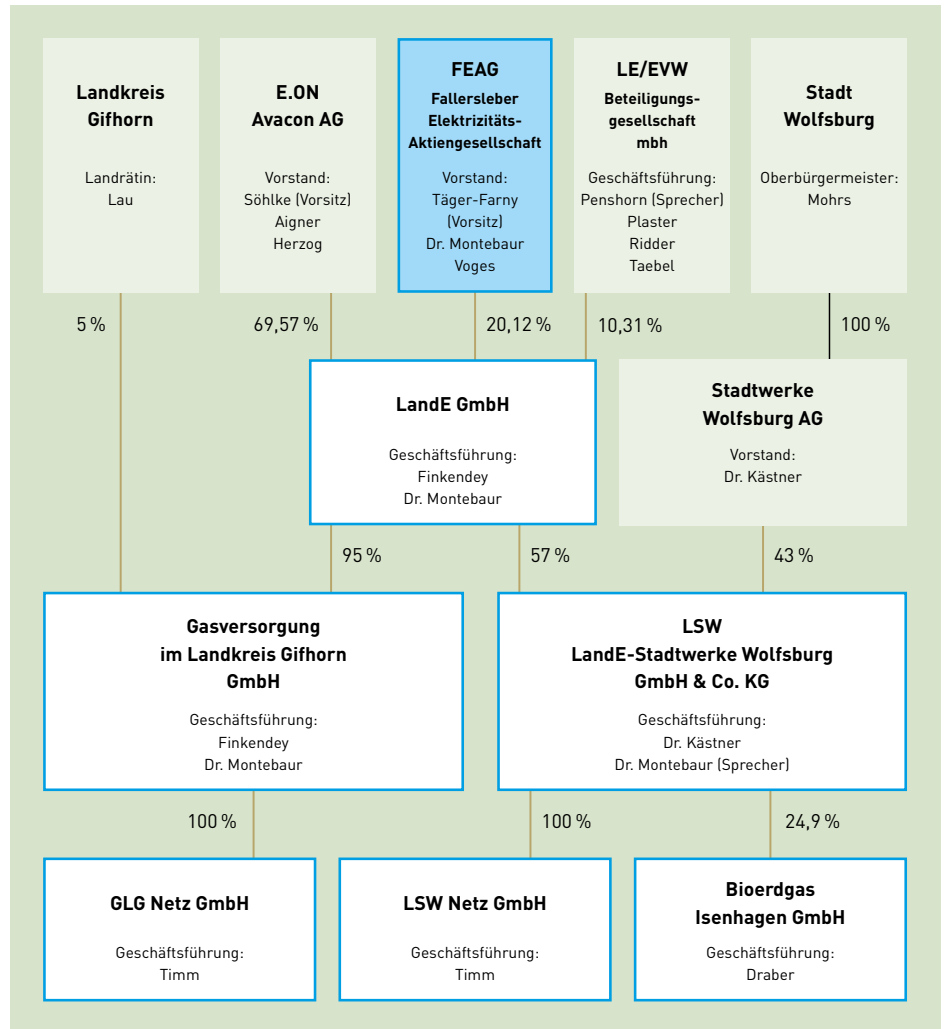 Landkreis
Gifhorn
Landrätin:
Lau
E.ON
Avacon AG
Vorstand:
Söhlke (Vorsitz)
Aigner
Herzog
FEAG
Fallersleber
Elektrizitäts-
Aktiengesellschaft
Vorstand:
Täger-Farny
(Vorsitz)
Dr. Montebaur
Voges
LE/EVW
Beteiligungs-
gesellschaft
mbh
Geschäftsführung:
Penshorn (Sprecher)
Plaster
Ridder
Taebel
Stadt
Wolfsburg
Oberbürgermeister:
Mohrs
5 %
69,57 %
20,12 %
10,31 %
100 %
LandE GmbH
Geschäftsführung:
Finkendey
Dr. Montebaur
Stadtwerke
Wolfsburg AG
Vorstand:
Dr. Kästner
95 %
57 %
43 %
Gasversorgung
im Landkreis Gifhorn
GmbH
Geschäftsführung:
Finkendey
Dr. Montebaur
LSW
LandE-Stadtwerke Wolfsburg
GmbH & Co. KG
Geschäftsführung:
Dr. Kästner
Dr. Montebaur (Sprecher)
100 %
100 %
24,9 %
GLG Netz GmbH
Geschäftsführung:
Timm
LSW Netz GmbH
Geschäftsführung:
Timm
Bioerdgas
Isenhagen GmbH
Geschäftsführung:
Draber